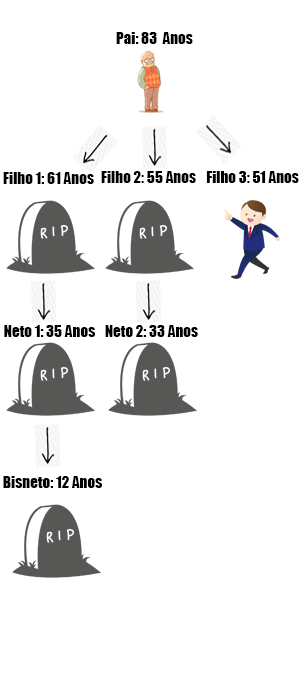 Pai: 83 Anos
Filho 1: 61 Anos Filho 2: 55 Anos Filho 3: 51 Anos
RIP RIP
Neto 1: 35 Anos Neto 2: 33 Anos
RIP RIP
Bisneto: 12 Anos
RIP